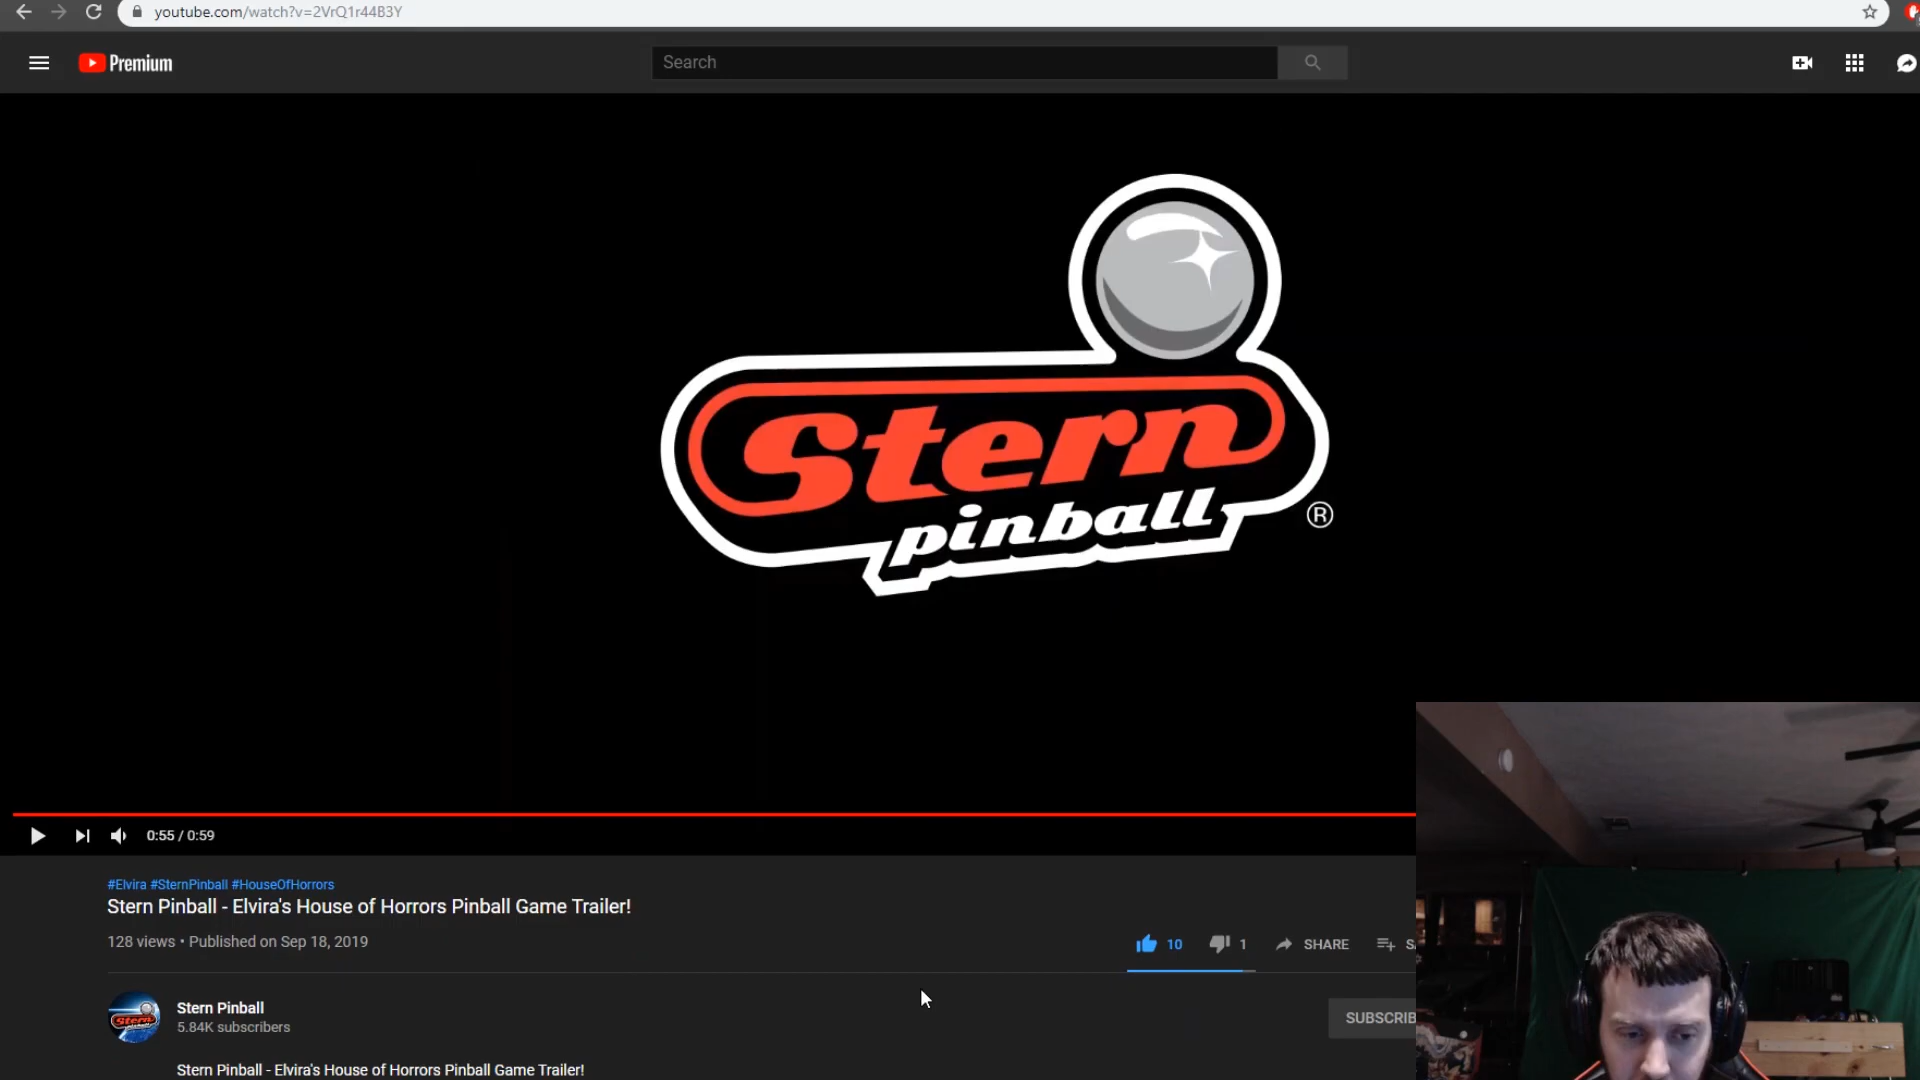 youtube.com/watch?v=2VrQ1r44B3Y
Premium
Search
Stern
pinball
®
0:55 / 0:59
#Elvira #SternPinball #HouseOfHorrors
Stern Pinball - Elvira's House of Horrors Pinball Game Trailer!
128 views • Published on Sep 18, 2019
10
1
SHARE
S
Stern Pinball
5.84K subscribers
SUBSCRIB
Stern Pinball - Elvira's House of Horrors Pinball Game Trailer!